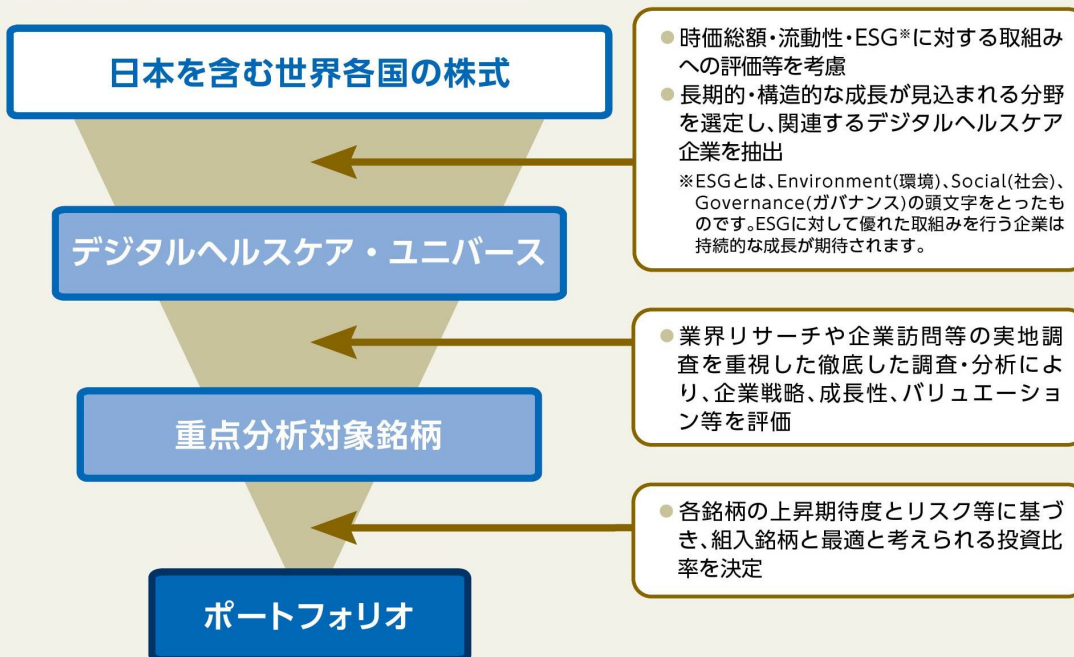 日本を含む世界各国の株式
● 時価総額・流動性・ESG※に対する取組み
への評価等を考慮
● 長期的・構造的な成長が見込まれる分野
を選定し、関連するデジタルヘルスケア
企業を抽出
※ESGとは、Environment(環境)、Social(社会)、
Governance(ガバナンス)の頭文字をとったも
のです。ESGに対して優れた取組みを行う企業は
持続的な成長が期待されます。
デジタルヘルスケア・ユニバース
● 業界リサーチや企業訪問等の実地調
査を重視した徹底した調査・分析によ
り、企業戦略、成長性、バリュエーショ
ン等を評価
重点分析対象銘柄
● 各銘柄の上昇期待度とリスク等に基づ
き、組入銘柄と最適と考えられる投資比
率を決定
ポートフォリオ